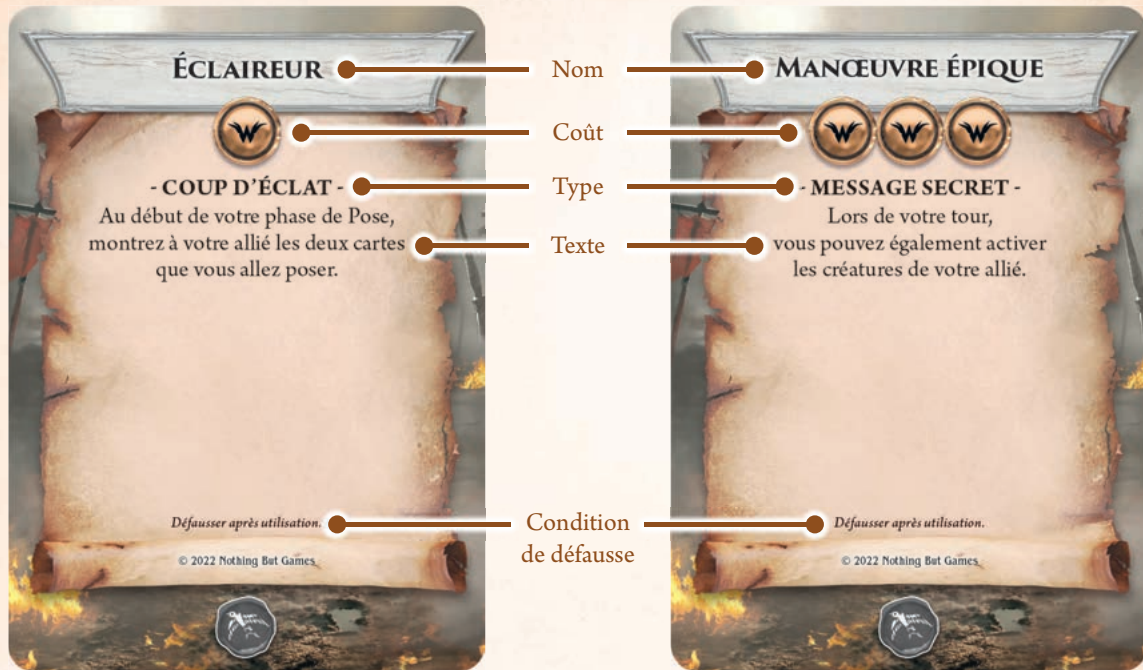 ÉCLAIREUR
- COUP D'ÉCLAT -
Au début de votre phase de Pose,
montrez à votre allié les deux cartes
que vous allez poser.
Défausser après utilisation.
© 2022 Nothing But Games
Nom
Coût
Type
Texte
Condition
de défausse
MANŒUVRE ÉPIQUE
- MESSAGE SECRET -
Lors de votre tour,
vous pouvez également activer
les créatures de votre allié.
Défausser après utilisation.
© 2022 Nothing But Games